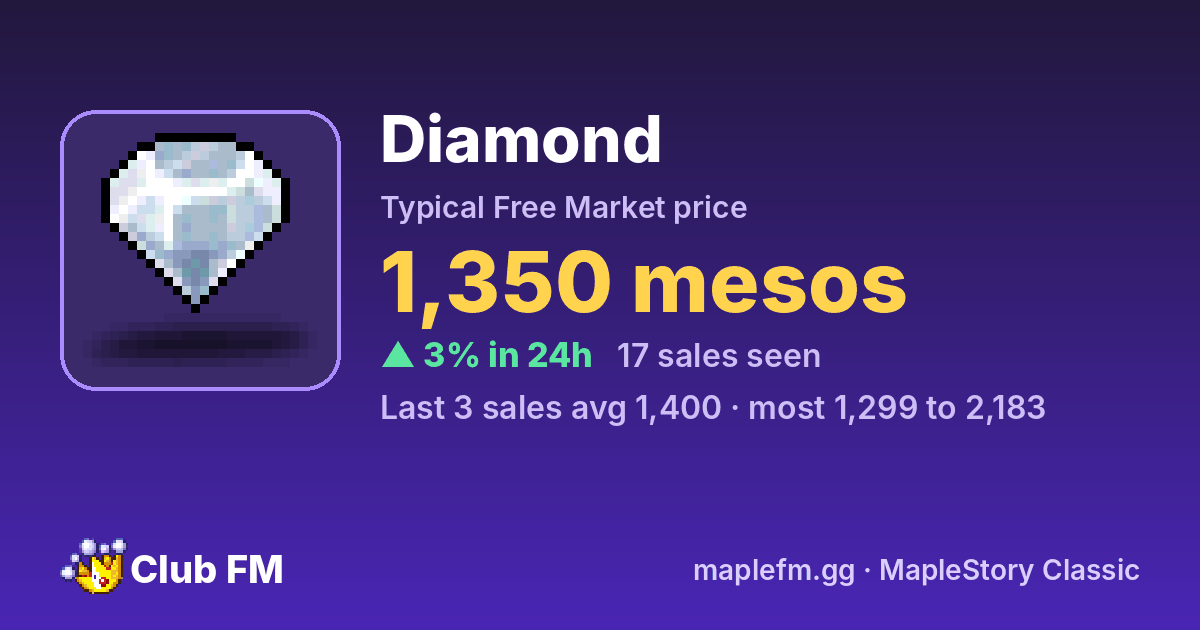 Diamond
Typical Free Market price
1,350 mesos
▲ 3% in 24h 17 sales seen
Last 3 sales avg 1,400 · most 1,299 to 2,183
Club FM
maplefm.gg · MapleStory Classic